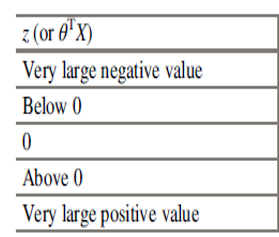 z (or θᵀX)
Very large negative value
Below 0
0
Above 0
Very large positive value